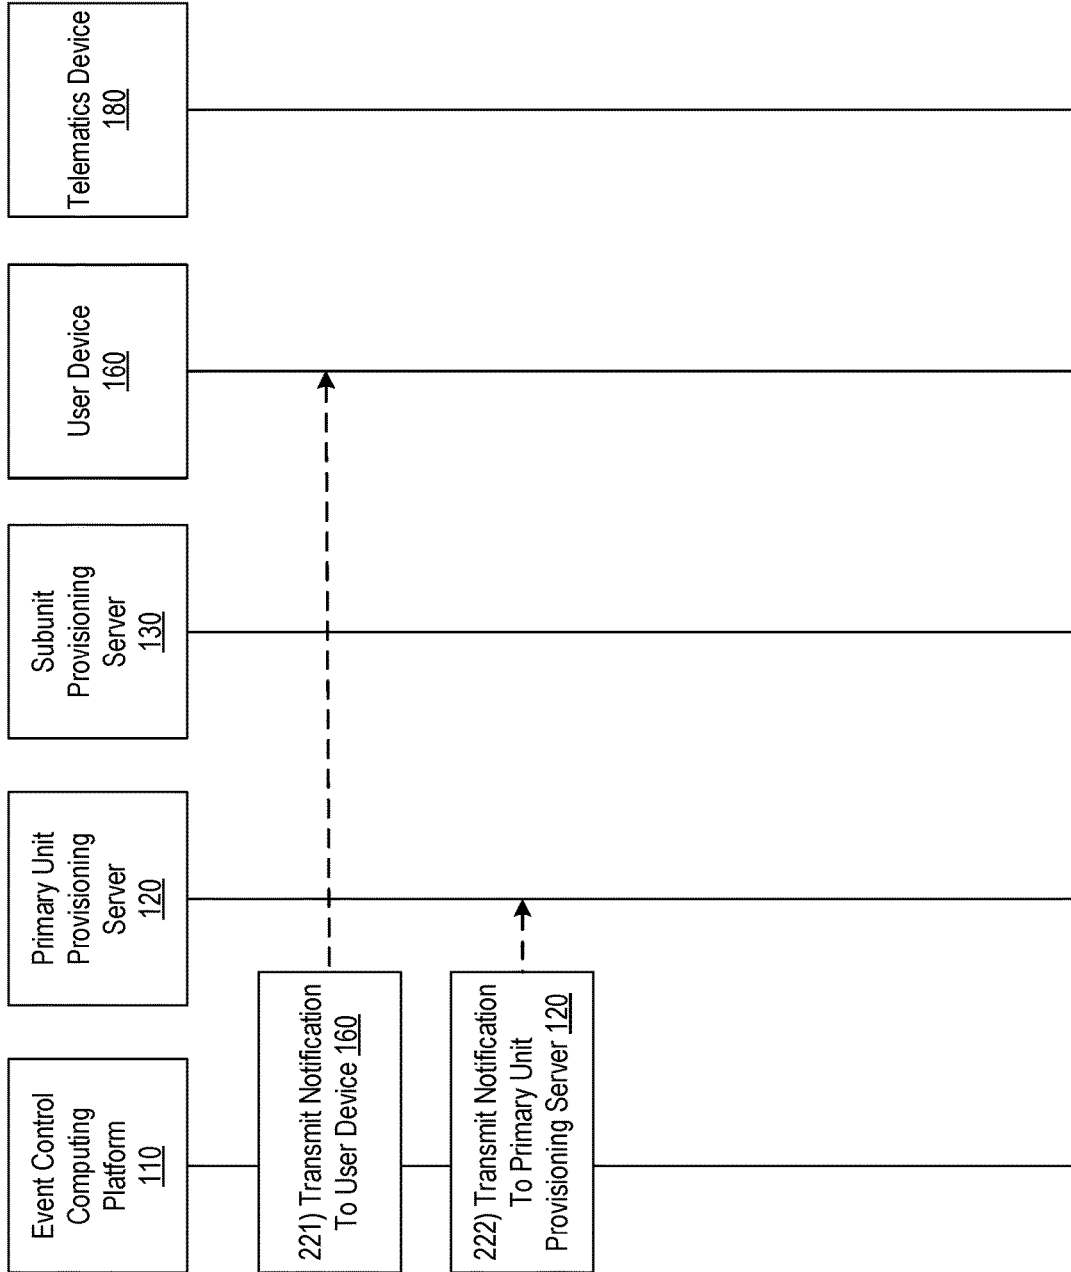 Event Control
Computing
Platform
110
Primary Unit
Provisioning
Server
120
Subunit
Provisioning
Server
130
User Device
160
Telematics Device
180
221) Transmit Notification
To User Device 160
222) Transmit Notification
To Primary Unit
Provisioning Server 120